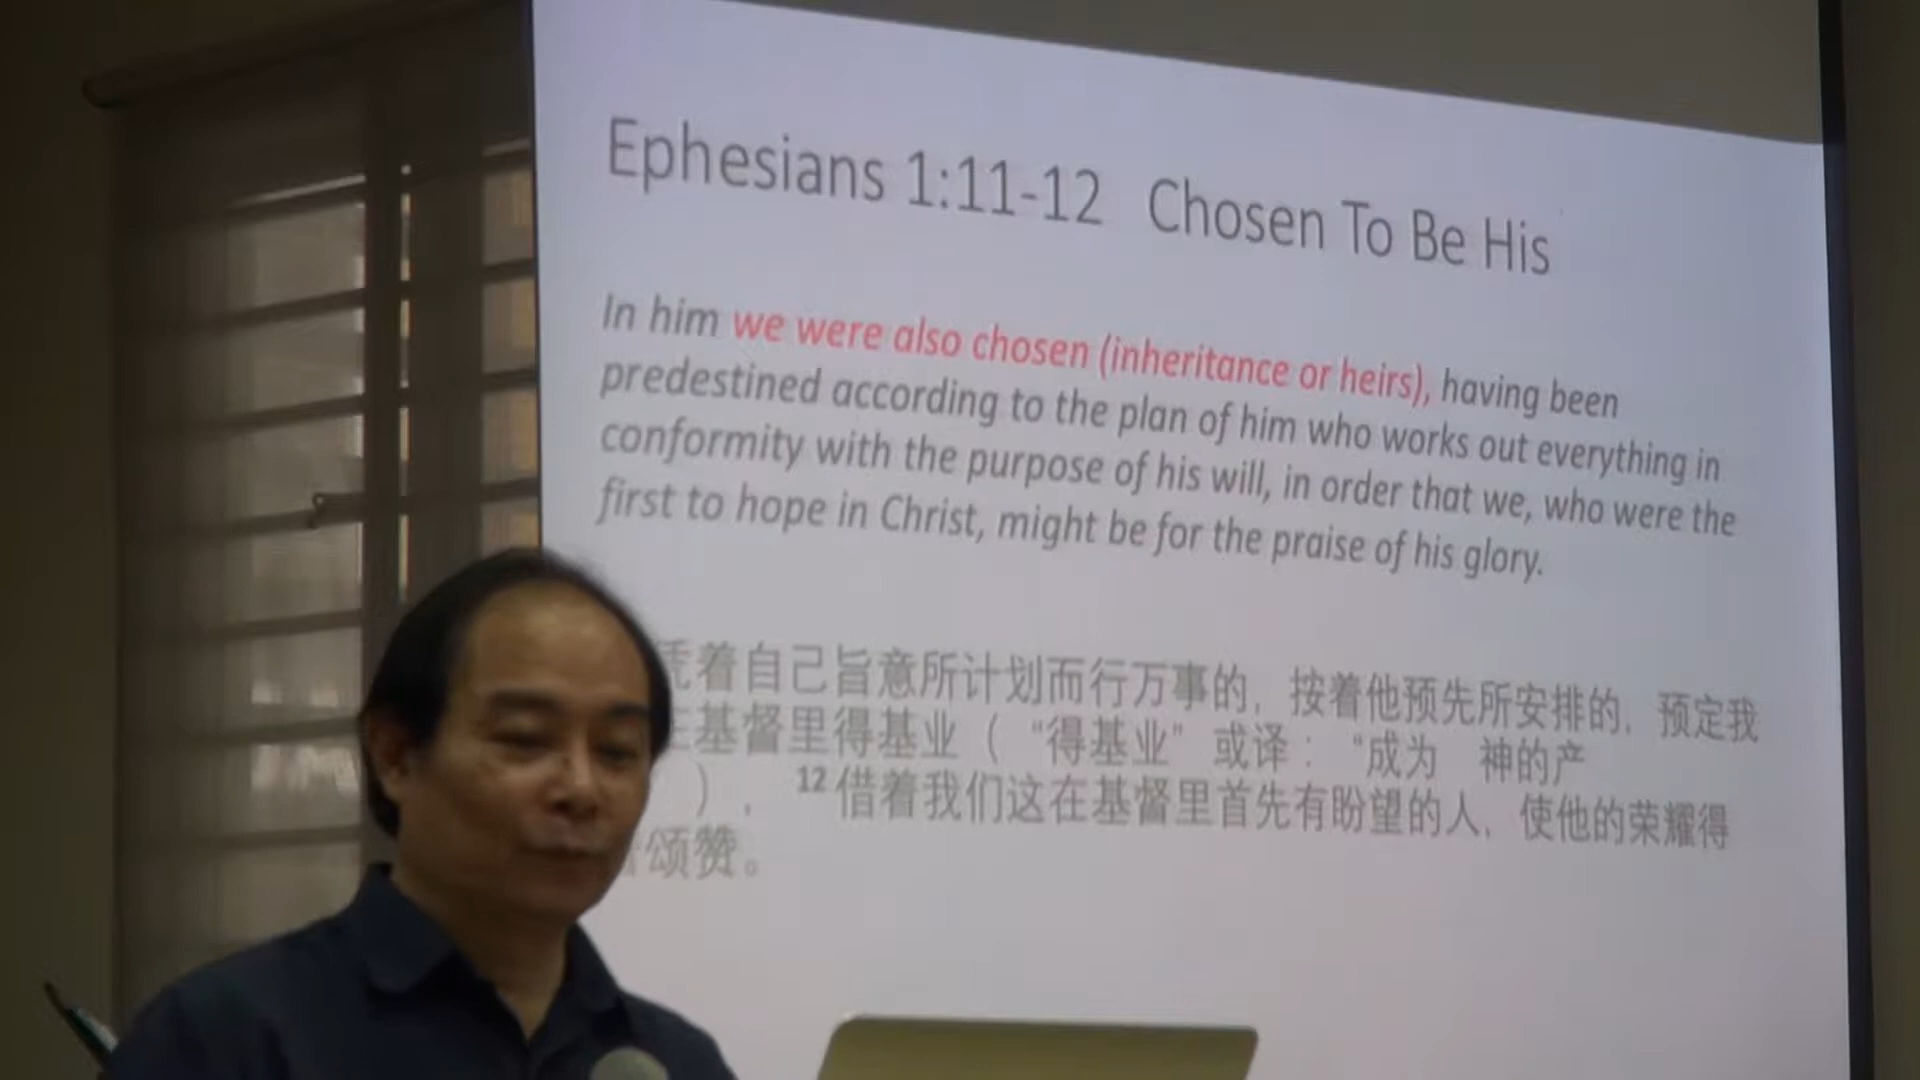 Ephesians 1:11-12 Chosen To Be His
In him we were also chosen (inheritance or heirs), having been
predestined according to the plan of him who works out everything in
conformity with the purpose of his will, in order that we, who were the
first to hope in Christ, might be for the praise of his glory.
凭着自己旨意所计划而行万事的，按着他预先所安排的，预定我
在基督里得基业（“得基业”或译：“成为 神的产
），12借着我们这在基督里首先有盼望的人，使他的荣耀得
颂赞。